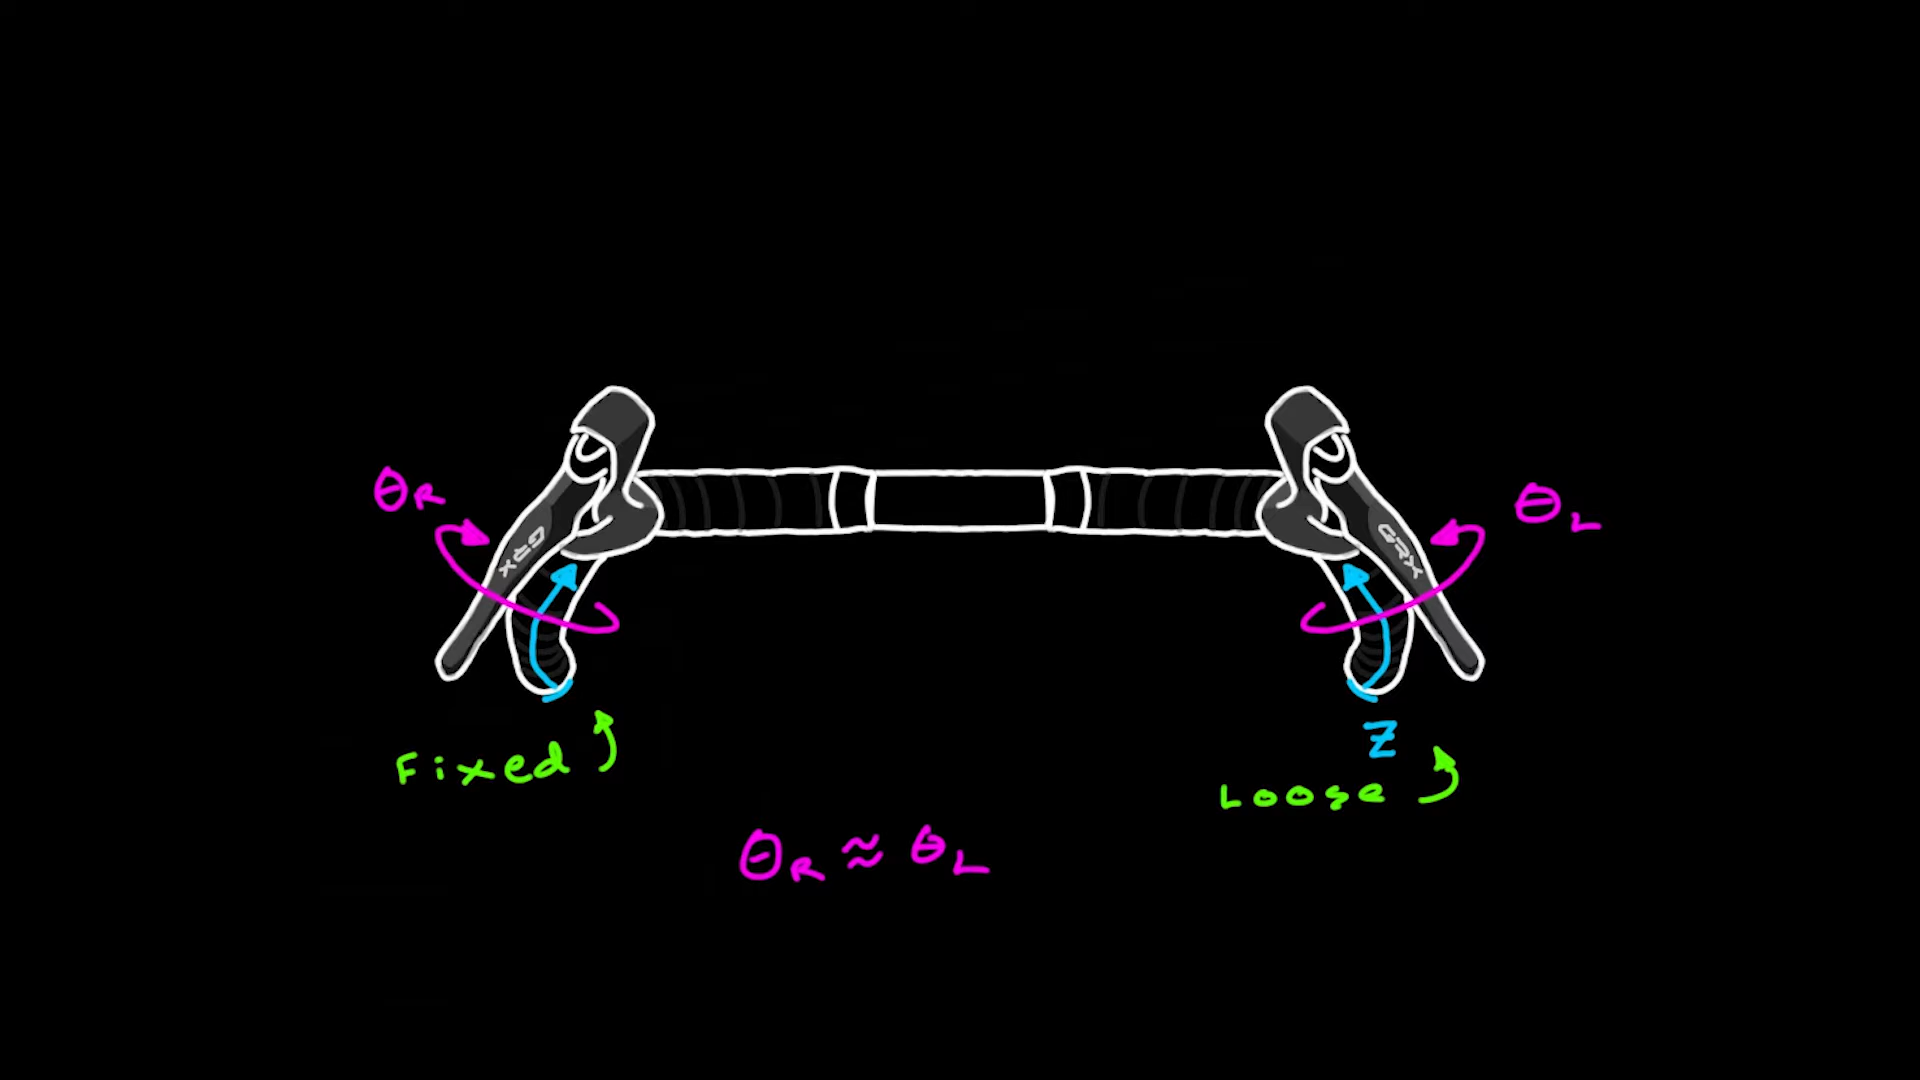 θR
θL
GRX
GRX
Z
Fixed
Loose
θR ≈ θL